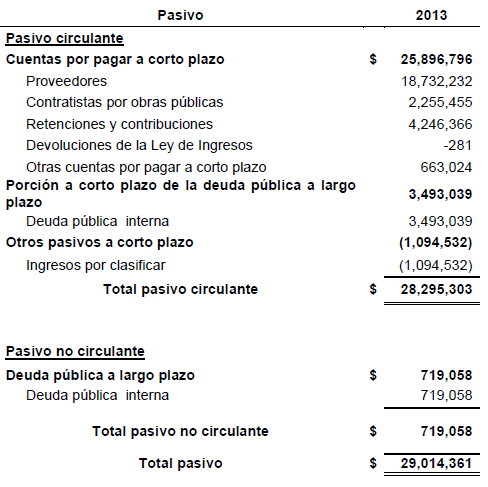 Pasivo 2013
Pasivo circulante
Cuentas por pagar a corto plazo $ 25,896,796
Proveedores 18,732,232
Contratistas por obras públicas 2,255,455
Retenciones y contribuciones 4,246,366
Devoluciones de la Ley de Ingresos -281
Otras cuentas por pagar a corto plazo 663,024
Porción a corto plazo de la deuda pública a largo
plazo 3,493,039
Deuda pública interna 3,493,039
Otros pasivos a corto plazo (1,094,532)
Ingresos por clasificar (1,094,532)
Total pasivo circulante $ 28,295,303
Pasivo no circulante
Deuda pública a largo plazo $ 719,058
Deuda pública interna 719,058
Total pasivo no circulante $ 719,058
Total pasivo $ 29,014,361